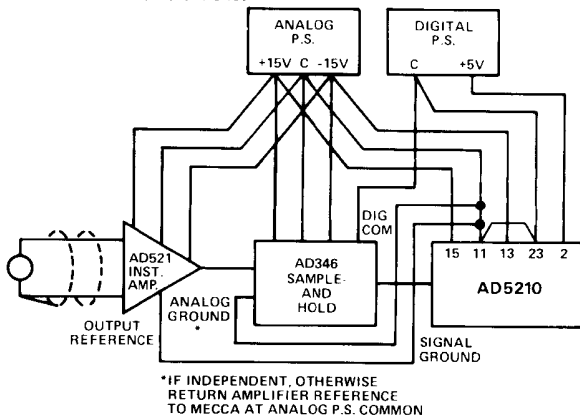 ANALOG
P.S.
+15V C -15V
DIGITAL
P.S.
C +5V
DIG
COM
15 11 13 23 2
AD5210
AD521
INST.
AMP.
AD346
SAMPLE-
AND
HOLD
ANALOG
GROUND
*
OUTPUT
REFERENCE
SIGNAL
GROUND
*IF INDEPENDENT, OTHERWISE
RETURN AMPLIFIER REFERENCE
TO MECCA AT ANALOG P.S. COMMON